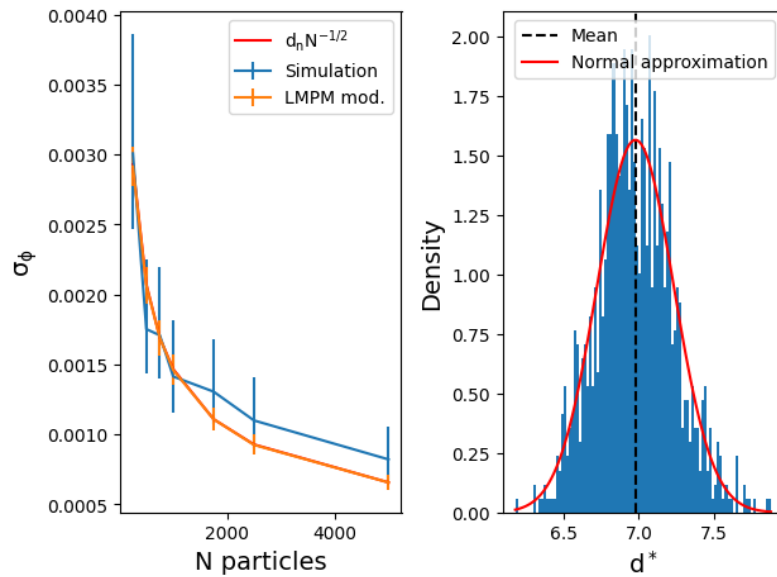 0.0040
0.0035
0.0030
0.0025
0.0020
0.0015
0.0010
0.0005
σϕ
2000
4000
N particles
dₙN⁻¹/²
Simulation
LMPM mod.
2.00
1.75
1.50
1.25
1.00
0.75
0.50
0.25
0.00
Density
6.5
7.0
7.5
d*
Mean
Normal approximation